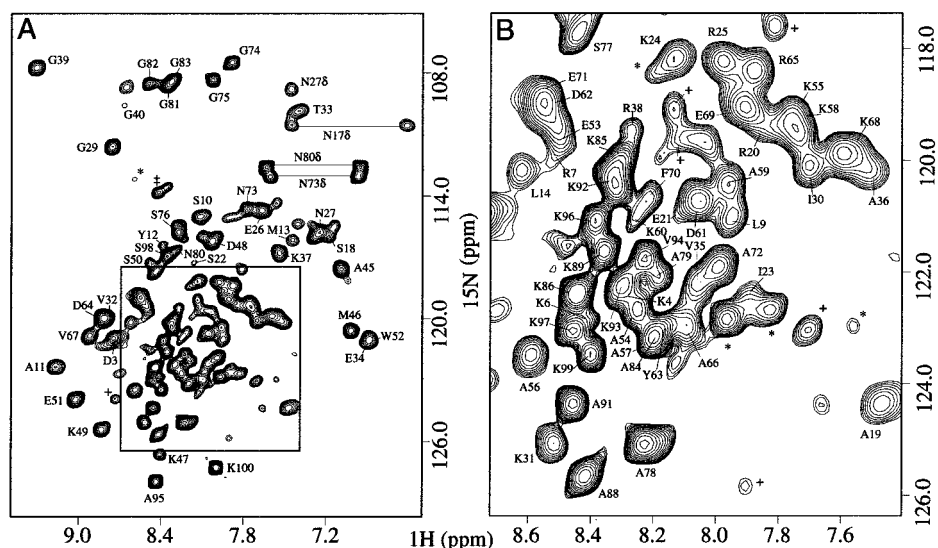 A
G39
G82
G83
G74
G40
G81
G75
N27δ
T33
G29
N17δ
N80δ
N73δ
*
‡
S10
N73
S76
E26
M13
N27
Y12
S98
D48
S18
S50
N80
S22
K37
A45
D64
V32
V67
D3
M46
W52
E34
A11
E51
+
K49
K47
K100
A95
108.0
114.0
120.0
126.0
15N (ppm)
9.0
8.4
7.8
7.2
1H (ppm)
B
S77
K24
R25
+
*
R65
E71
D62
R38
+
K55
K58
E69
K68
E53
K85
R20
+
R7
F70
A59
L14
K92
I30
A36
K96
E21
D61
L9
K60
V94
V35
K89
A79
A72
I23
K86
K6
K4
K97
K93
A54
A57
A84
Y63
A66
*
*
+
*
K99
A56
A91
K31
A78
A88
A19
+
118.0
120.0
122.0
124.0
126.0
8.6
8.4
8.2
8.0
7.8
7.6